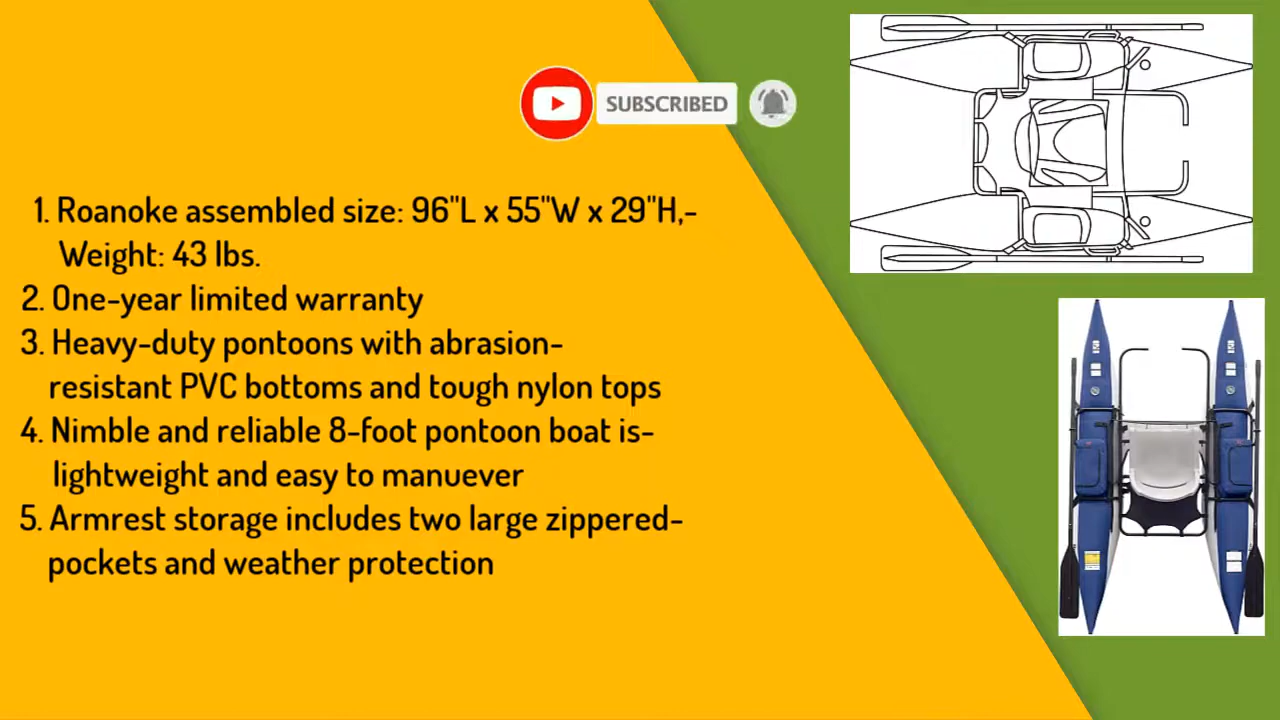 SUBSCRIBED
1. Roanoke assembled size: 96"L x 55"W x 29"H,-
Weight: 43 lbs.
2. One-year limited warranty
3. Heavy-duty pontoons with abrasion-
resistant PVC bottoms and tough nylon tops
4. Nimble and reliable 8-foot pontoon boat is-
lightweight and easy to manuever
5. Armrest storage includes two large zippered-
pockets and weather protection